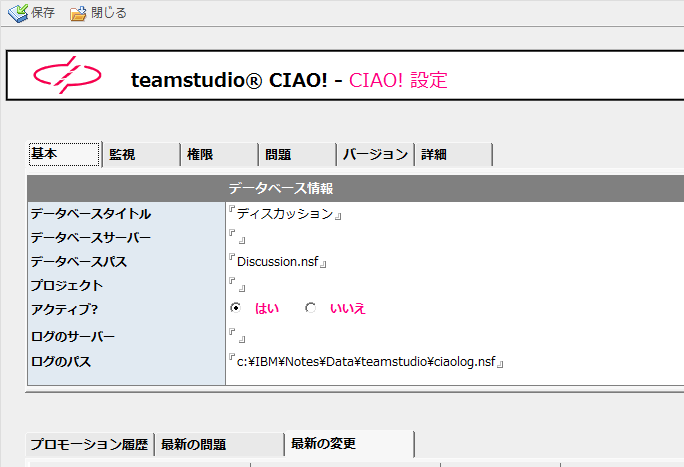 保存 閉じる
teamstudio® CIAO! - CIAO! 設定
基本 監視 権限 問題 バージョン 詳細
データベース情報
データベースタイトル 『ディスカッション』
データベースサーバー 『 』
データベースパス 『Discussion.nsf』
プロジェクト 『 』
アクティブ? はい いいえ
ログのサーバー 『 』
ログのパス 『c:¥IBM¥Notes¥Data¥teamstudio¥ciaolog.nsf』
プロモーション履歴 最新の問題 最新の変更